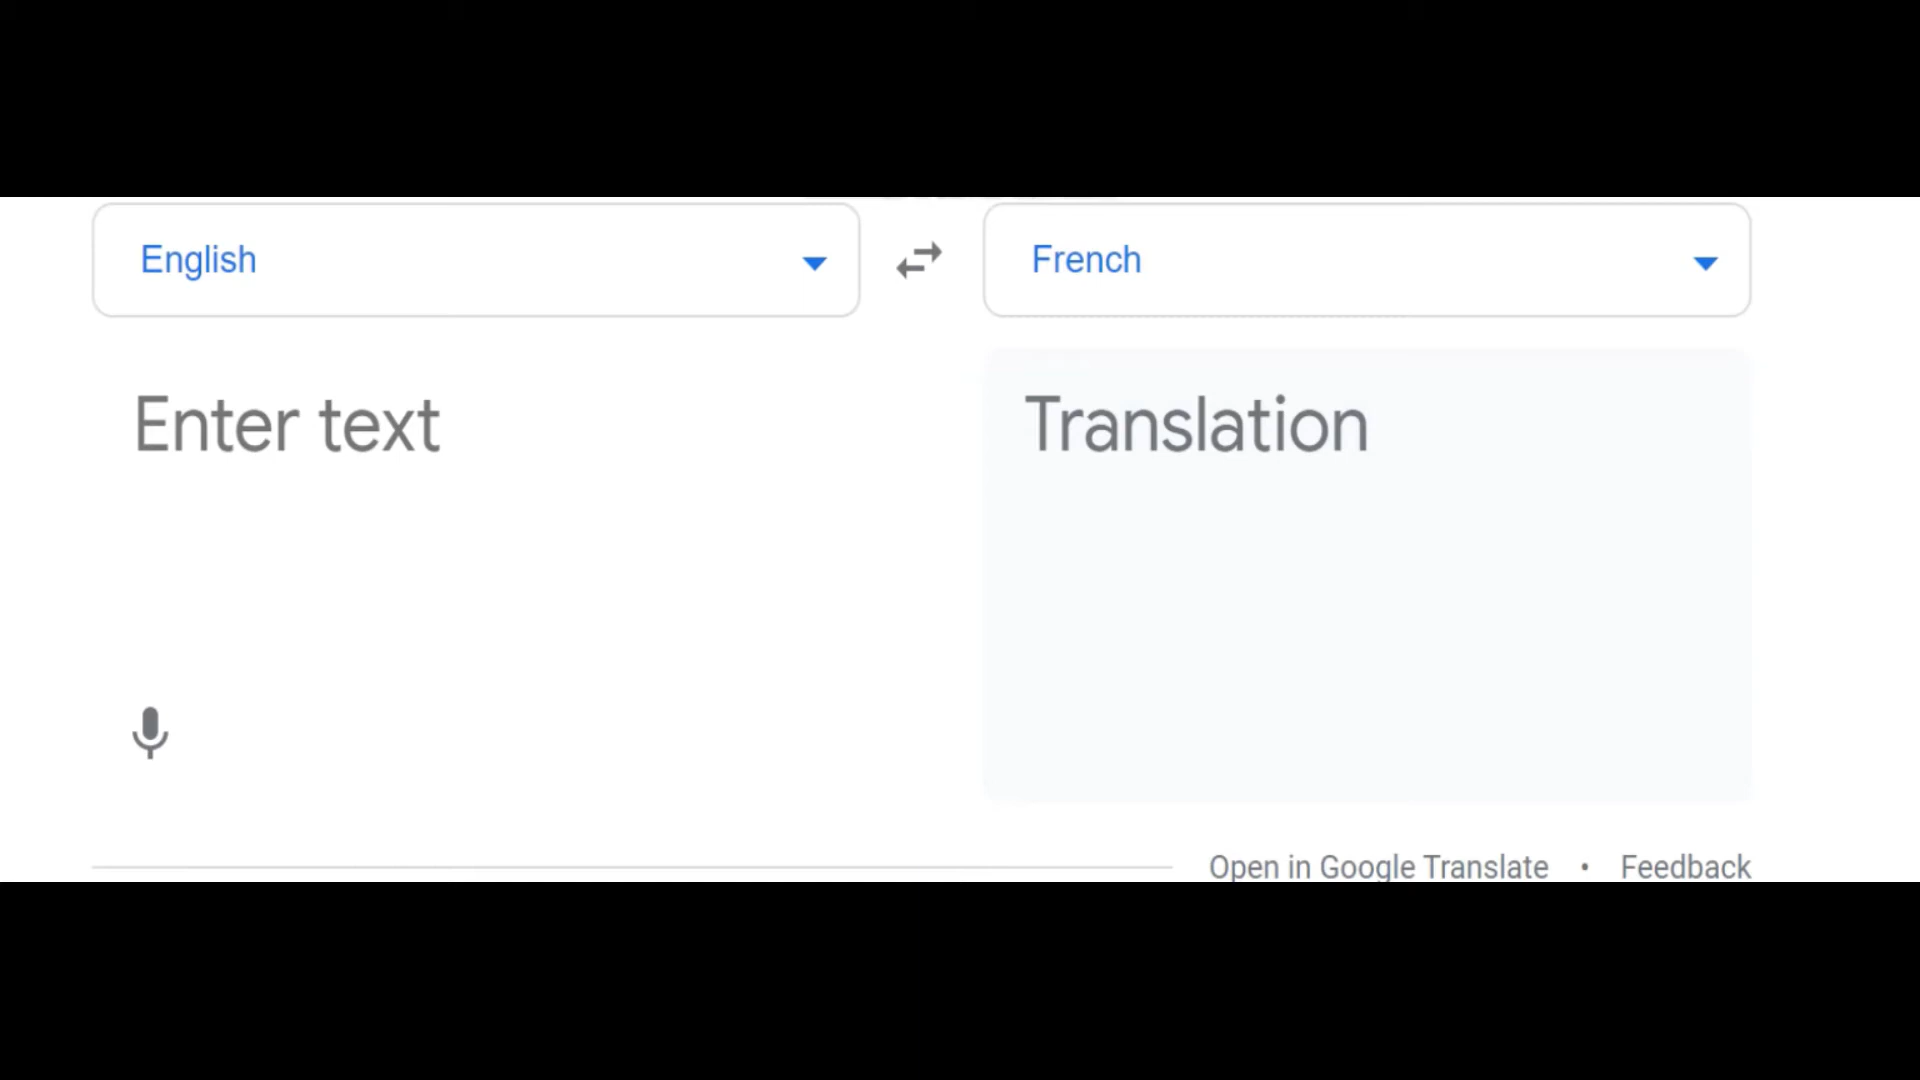 English French
Enter text Translation
Open in Google Translate • Feedback